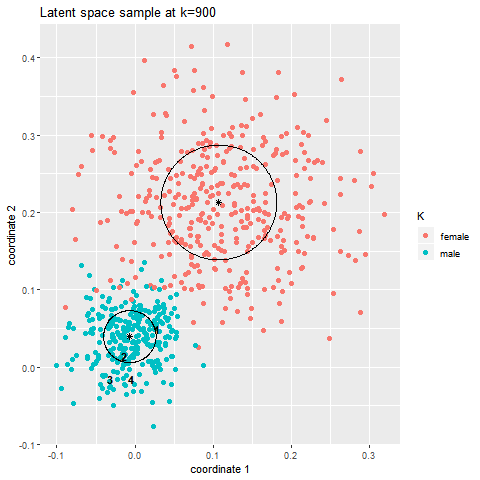 Latent space sample at k=900
0.4
0.3
0.2
0.1
0.0
-0.1
coordinate 2
2
3 4
-0.1 0.0 0.1 0.2 0.3
coordinate 1
K
female
male